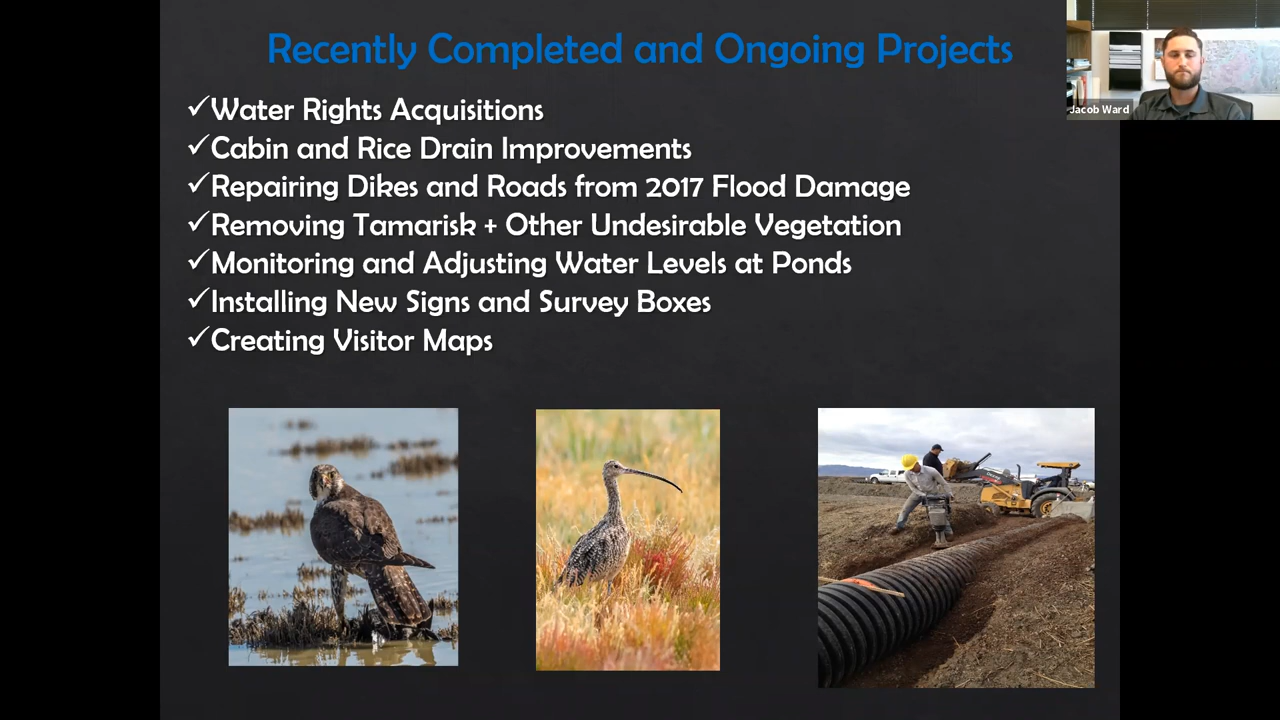 Recently Completed and Ongoing Projects
✓Water Rights Acquisitions
✓Cabin and Rice Drain Improvements
✓Repairing Dikes and Roads from 2017 Flood Damage
✓Removing Tamarisk + Other Undesirable Vegetation
✓Monitoring and Adjusting Water Levels at Ponds
✓Installing New Signs and Survey Boxes
✓Creating Visitor Maps
Jacob Ward